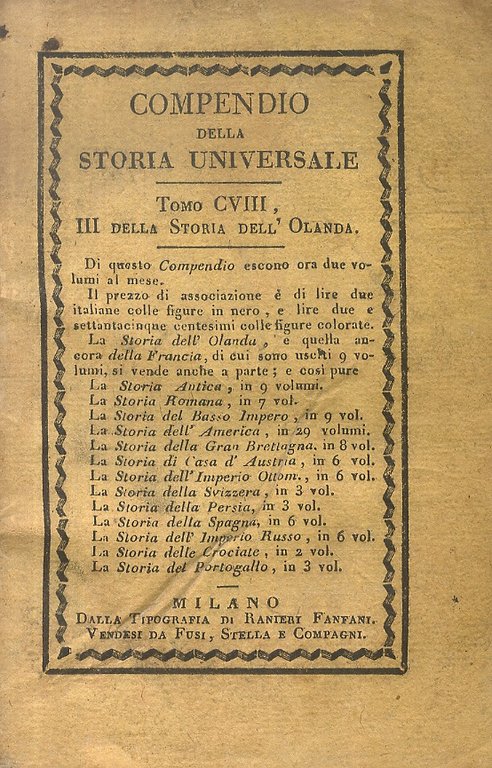 COMPENDIO
DELLA
STORIA UNIVERSALE
TOMO CVIII,
III DELLA STORIA DELL' OLANDA.
Di questo Compendio escono ora due vo-
lumi al mese.
Il prezzo di associazione è di lire due
italiane colle figure in nero, e lire due e
settantacinque centesimi colle figure colorate.
La Storia dell' Olanda, e quella an-
cora della Francia, di cui sono usciti 9 vo-
lumi, si vende anche a parte; e così pure
La Storia Antica, in 9 volumi.
La Storia Romana, in 7 vol.
La Storia del Basso Impero, in 9 vol.
La Storia dell' America, in 29 volumi.
La Storia della Gran Brettagna. in 8 vol.
La Storia di Casa d' Austria, in 6 vol.
La Storia dell' Imperio Ottom., in 6 vol.
La Storia della Svizzera, in 3 vol.
La Storia della Persia, in 3 vol.
La Storia della Spagna, in 6 vol.
La Storia dell' Imperio Russo, in 6 vol.
La Storia delle Crociate, in 2 vol.
La Storia del Portogallo, in 3 vol.
MILANO
DALLA TIPOGRAFIA DI RANIERI FANFANI.
VENDESI DA FUSI, STELLA E COMPAGNI.